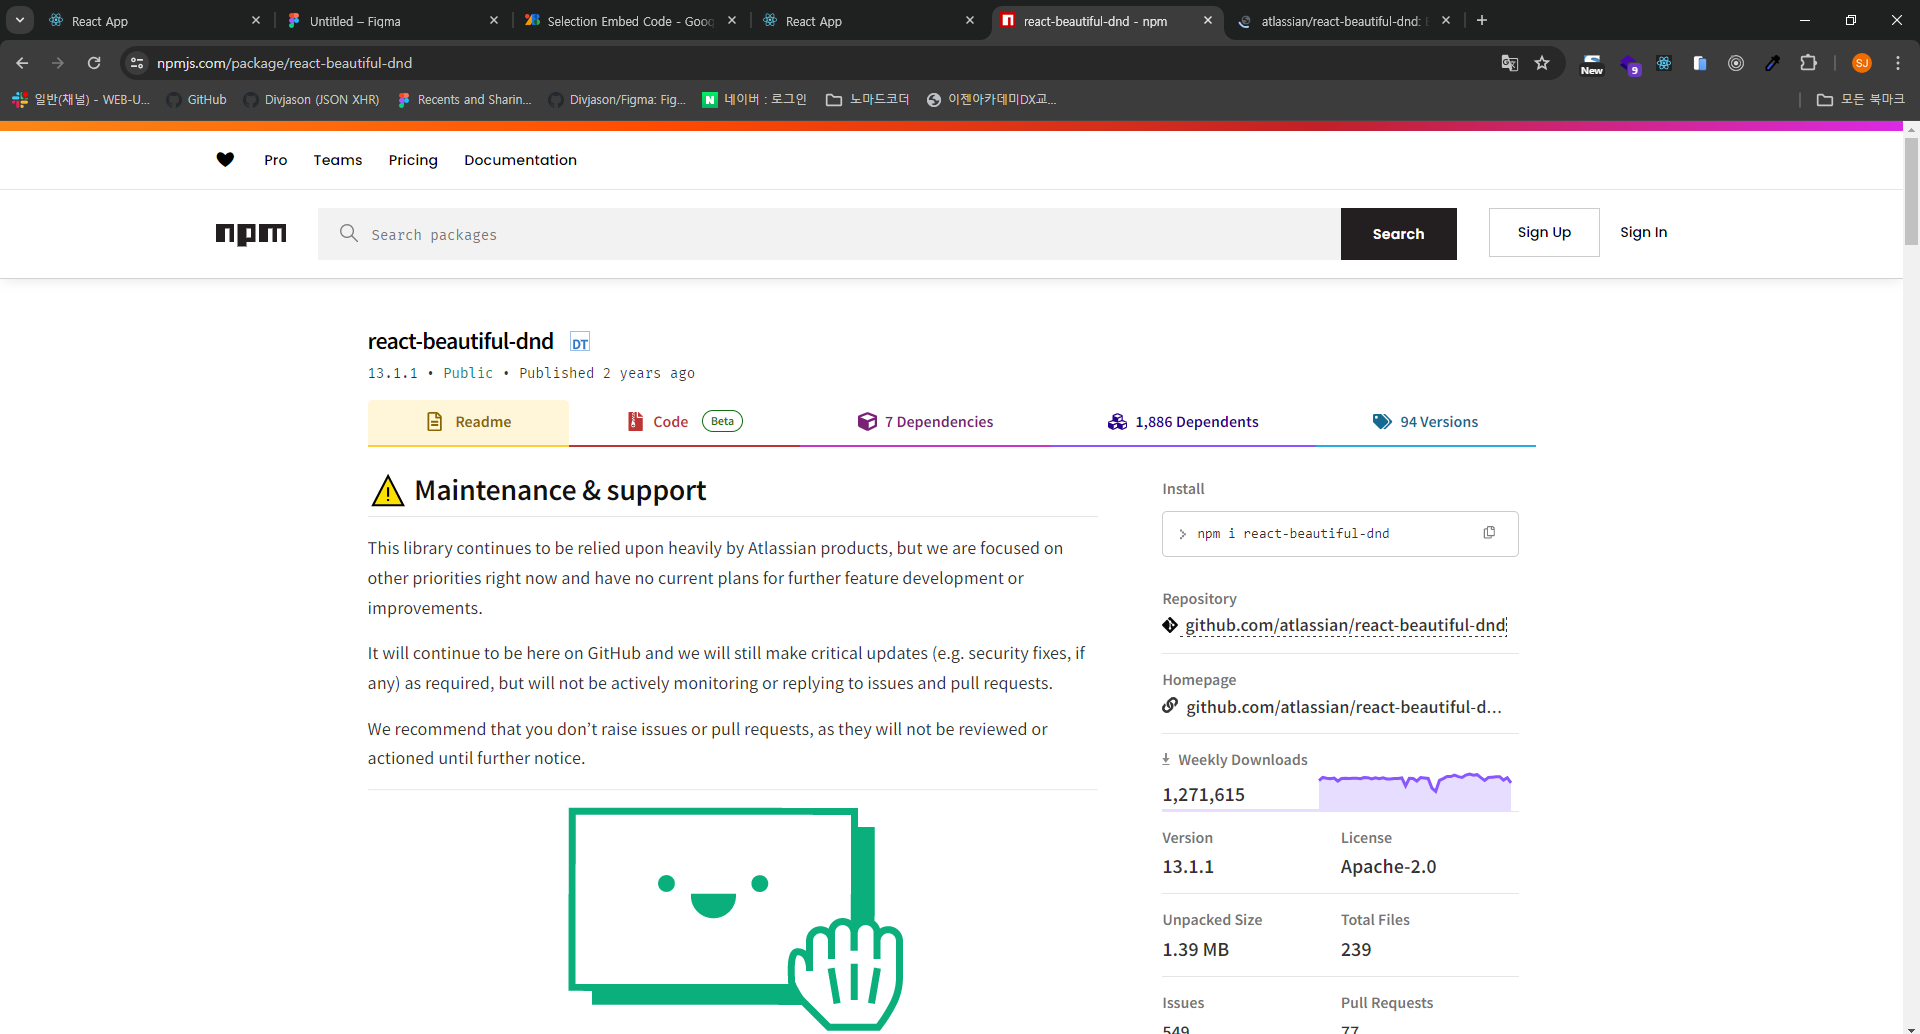 React App
Untitled – Figma
Selection Embed Code - Goo
React App
react-beautiful-dnd - npm
atlassian/react-beautiful-dnd:
npmjs.com/package/react-beautiful-dnd
New
9
SJ
일반(채널) - WEB-U...
GitHub
Divjason (JSON XHR)
Recents and Sharin...
Divjason/Figma: Fig...
N 네이버 : 로그인
노마드코더
이젠아카데미DX교...
모든 북마크
Pro
Teams
Pricing
Documentation
npm
Search packages
Search
Sign Up
Sign In
react-beautiful-dnd DT
13.1.1 • Public • Published 2 years ago
Readme
Code Beta
7 Dependencies
1,886 Dependents
94 Versions
Maintenance & support
This library continues to be relied upon heavily by Atlassian products, but we are focused on
other priorities right now and have no current plans for further feature development or
improvements.
It will continue to be here on GitHub and we will still make critical updates (e.g. security fixes, if
any) as required, but will not be actively monitoring or replying to issues and pull requests.
We recommend that you don’t raise issues or pull requests, as they will not be reviewed or
actioned until further notice.
Install
npm i react-beautiful-dnd
Repository
github.com/atlassian/react-beautiful-dnd
Homepage
github.com/atlassian/react-beautiful-d...
Weekly Downloads
1,271,615
Version
License
13.1.1
Apache-2.0
Unpacked Size
Total Files
1.39 MB
239
Issues
Pull Requests
549
77